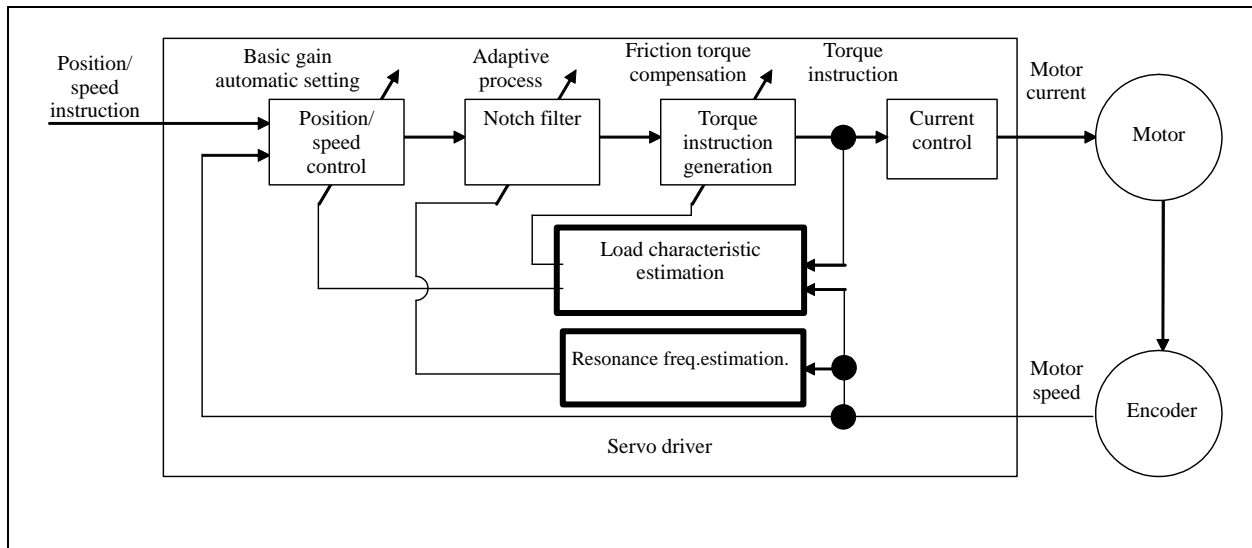 Position/
speed
instruction
Basic gain
automatic setting
Adaptive
process
Friction torque
compensation
Torque
instruction
Motor
current
Position/
speed
control
Notch filter
Torque
instruction
generation
Current
control
Motor
Load characteristic
estimation
Resonance freq.estimation.
Motor
speed
Encoder
Servo driver